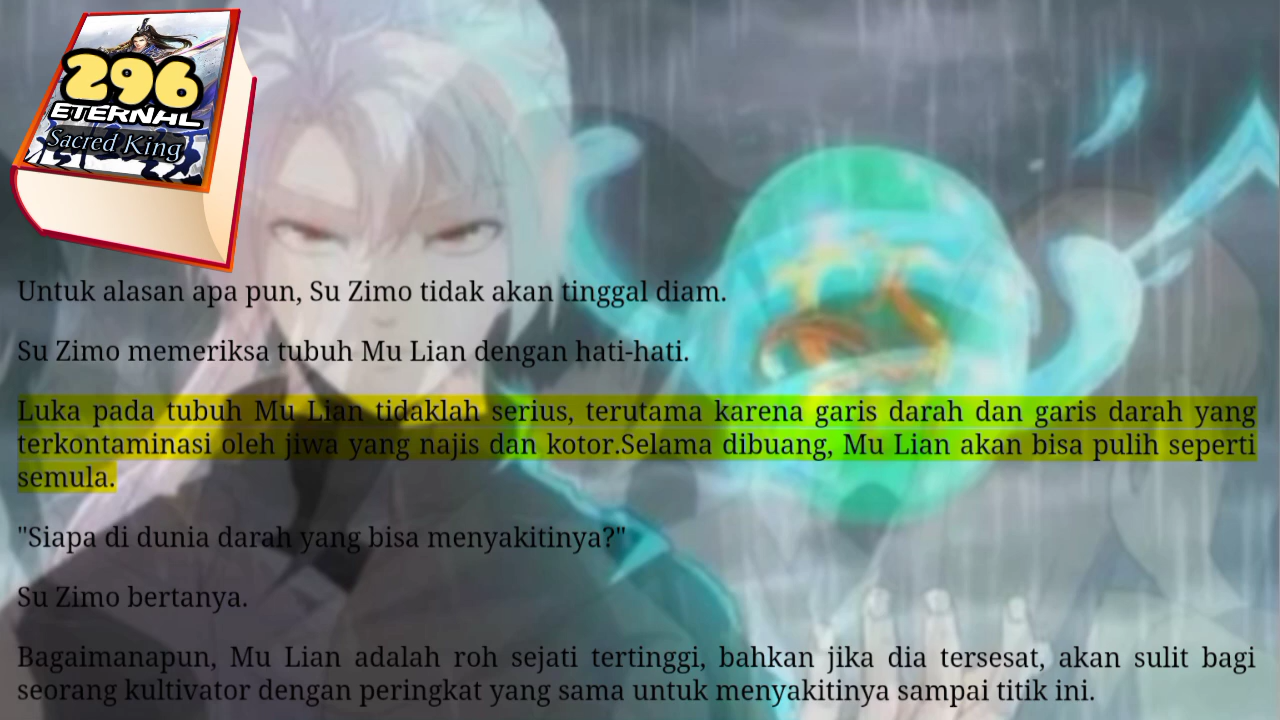 296
ETERNAL
Sacred King
Untuk alasan apa pun, Su Zimo tidak akan tinggal diam.
Su Zimo memeriksa tubuh Mu Lian dengan hati-hati.
Luka pada tubuh Mu Lian tidaklah serius, terutama karena garis darah dan garis darah yang
terkontaminasi oleh jiwa yang najis dan kotor.Selama dibuang, Mu Lian akan bisa pulih seperti
semula.
"Siapa di dunia darah yang bisa menyakitinya?"
Su Zimo bertanya.
Bagaimanapun, Mu Lian adalah roh sejati tertinggi, bahkan jika dia tersesat, akan sulit bagi
seorang kultivator dengan peringkat yang sama untuk menyakitinya sampai titik ini.